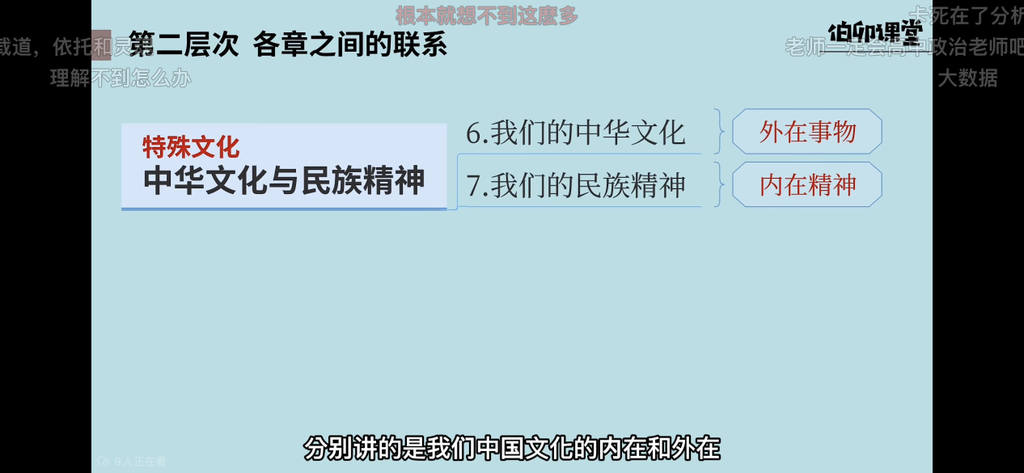 根本就想不到这麽多
卡死在了分析
载道，依托和灵魂
第二层次 各章之间的联系
伯卯课堂
老师一定会高中政治老师吧
理解不到怎么办
大数据
特殊文化
中华文化与民族精神
6.我们的中华文化
外在事物
7.我们的民族精神
内在精神
分别讲的是我们中国文化的内在和外在
9人正在看